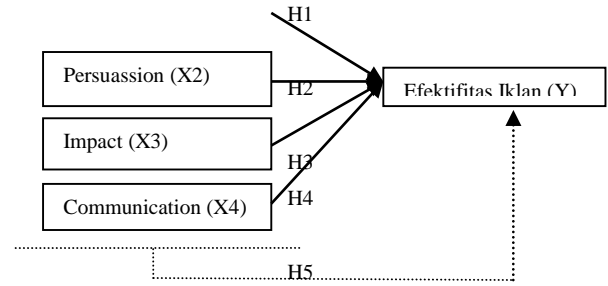 H1
Persuassion (X2)
H2
Efektifitas Iklan (Y)
Impact (X3)
H3
H4
Communication (X4)
H5